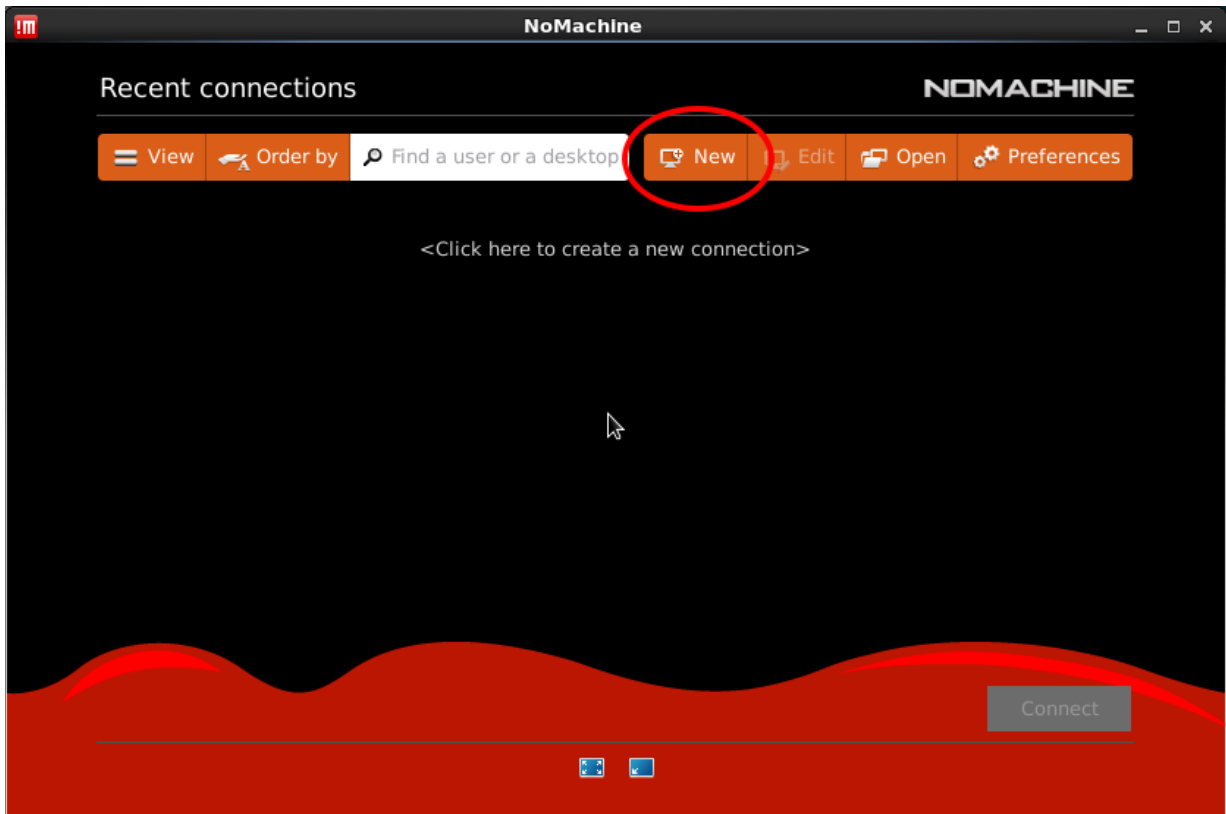 !m NoMachine
Recent connections NOMACHINE
View Order by Find a user or a desktop New Edit Open Preferences
<Click here to create a new connection>
Connect